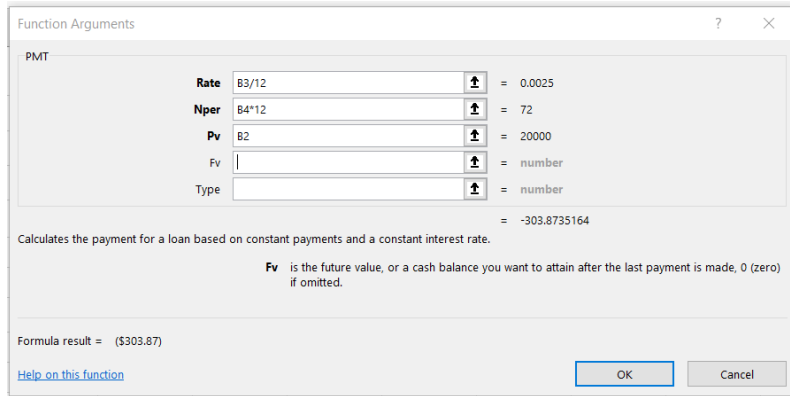 Function Arguments ? ×
PMT
Rate B3/12 = 0.0025
Nper B4*12 = 72
Pv B2 = 20000
Fv = number
Type = number
= -303.8735164
Calculates the payment for a loan based on constant payments and a constant interest rate.
Fv is the future value, or a cash balance you want to attain after the last payment is made, 0 (zero)
if omitted.
Formula result = ($303.87)
Help on this function OK Cancel